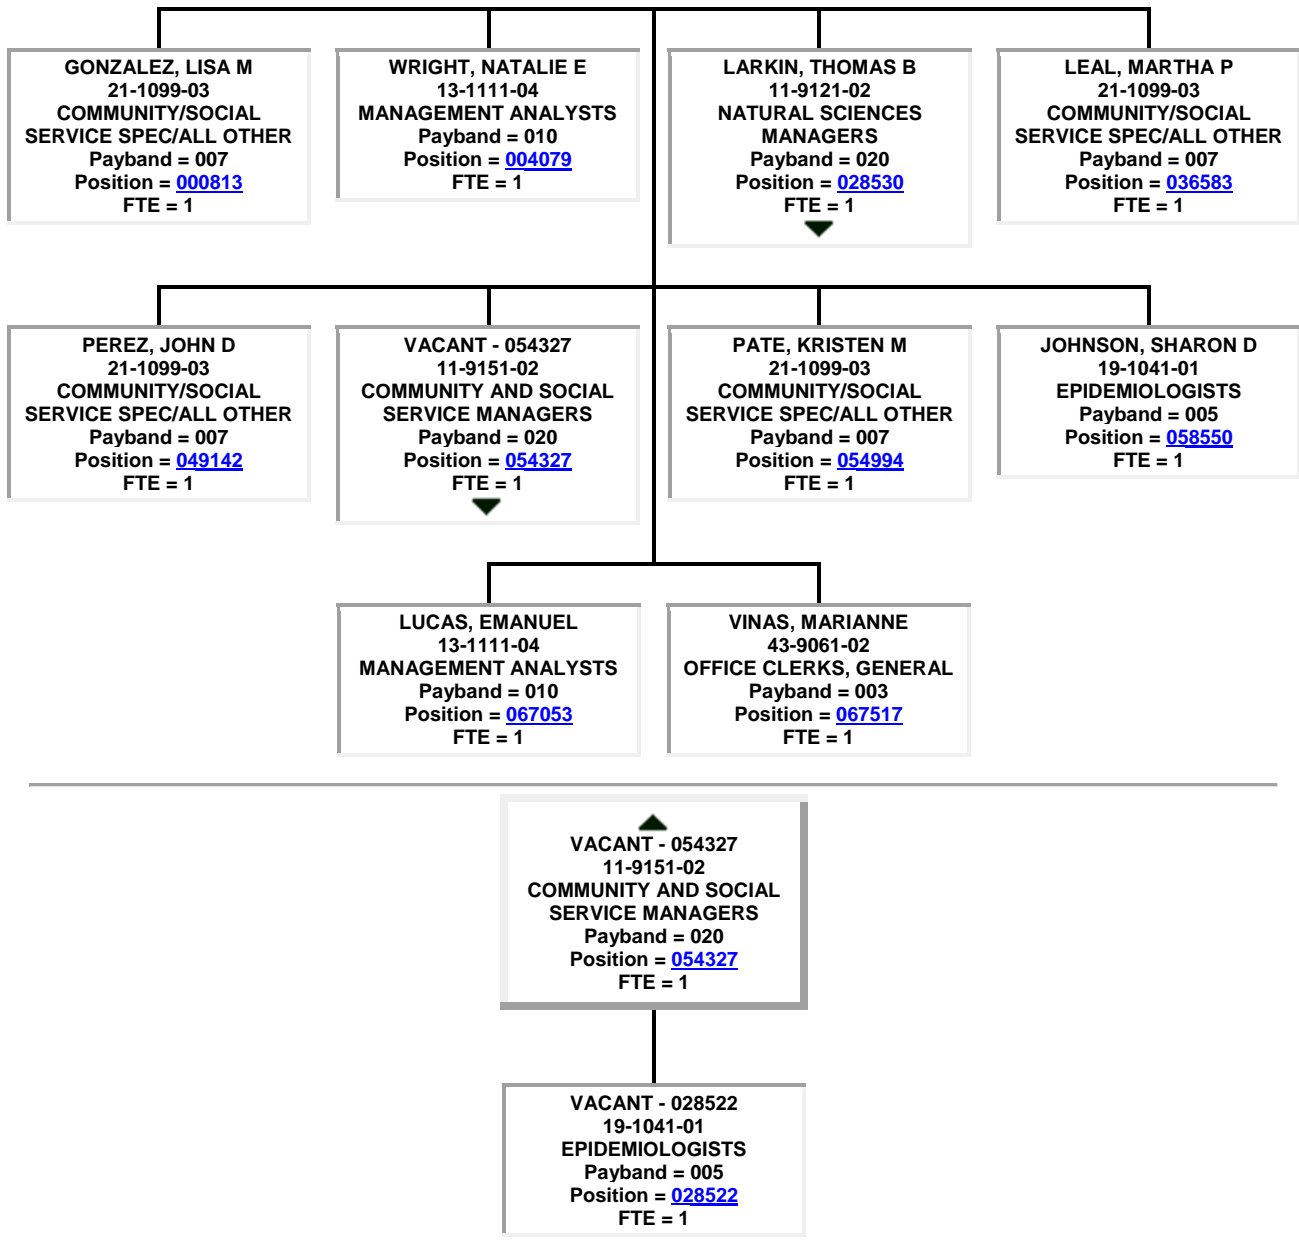 GONZALEZ, LISA M
21-1099-03
COMMUNITY/SOCIAL
SERVICE SPEC/ALL OTHER
Payband = 007
Position = 000813
FTE = 1
WRIGHT, NATALIE E
13-1111-04
MANAGEMENT ANALYSTS
Payband = 010
Position = 004079
FTE = 1
LARKIN, THOMAS B
11-9121-02
NATURAL SCIENCES
MANAGERS
Payband = 020
Position = 028530
FTE = 1
LEAL, MARTHA P
21-1099-03
COMMUNITY/SOCIAL
SERVICE SPEC/ALL OTHER
Payband = 007
Position = 036583
FTE = 1
PEREZ, JOHN D
21-1099-03
COMMUNITY/SOCIAL
SERVICE SPEC/ALL OTHER
Payband = 007
Position = 049142
FTE = 1
VACANT - 054327
11-9151-02
COMMUNITY AND SOCIAL
SERVICE MANAGERS
Payband = 020
Position = 054327
FTE = 1
PATE, KRISTEN M
21-1099-03
COMMUNITY/SOCIAL
SERVICE SPEC/ALL OTHER
Payband = 007
Position = 054994
FTE = 1
JOHNSON, SHARON D
19-1041-01
EPIDEMIOLOGISTS
Payband = 005
Position = 058550
FTE = 1
LUCAS, EMANUEL
13-1111-04
MANAGEMENT ANALYSTS
Payband = 010
Position = 067053
FTE = 1
VINAS, MARIANNE
43-9061-02
OFFICE CLERKS, GENERAL
Payband = 003
Position = 067517
FTE = 1
VACANT - 054327
11-9151-02
COMMUNITY AND SOCIAL
SERVICE MANAGERS
Payband = 020
Position = 054327
FTE = 1
VACANT - 028522
19-1041-01
EPIDEMIOLOGISTS
Payband = 005
Position = 028522
FTE = 1